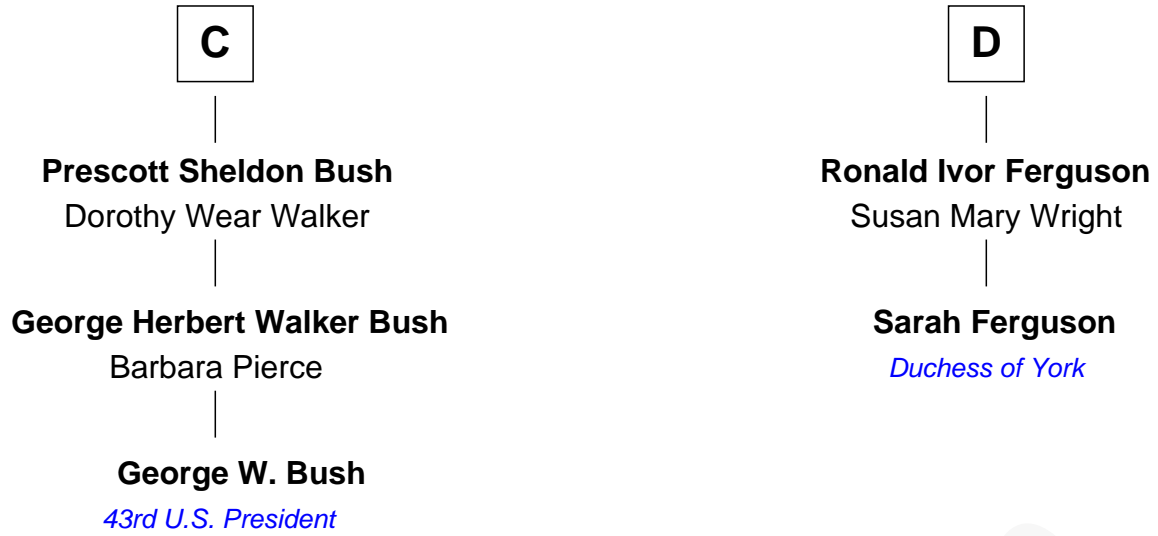 C
Prescott Sheldon Bush
Dorothy Wear Walker
George Herbert Walker Bush
Barbara Pierce
George W. Bush
43rd U.S. President
D
Ronald Ivor Ferguson
Susan Mary Wright
Sarah Ferguson
Duchess of York